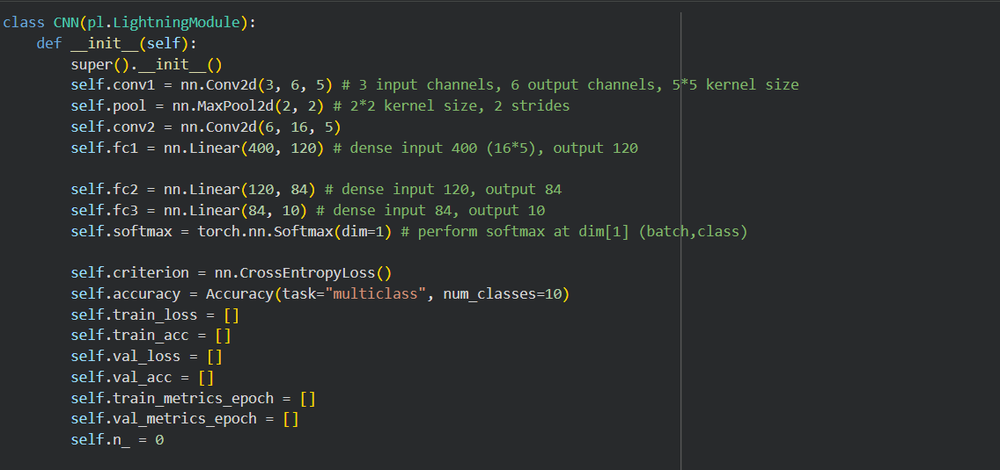 class CNN(pl.LightningModule):
    def __init__(self):
        super().__init__()
        self.conv1 = nn.Conv2d(3, 6, 5) # 3 input channels, 6 output channels, 5*5 kernel size
        self.pool = nn.MaxPool2d(2, 2) # 2*2 kernel size, 2 strides
        self.conv2 = nn.Conv2d(6, 16, 5)
        self.fc1 = nn.Linear(400, 120) # dense input 400 (16*5), output 120

        self.fc2 = nn.Linear(120, 84) # dense input 120, output 84
        self.fc3 = nn.Linear(84, 10) # dense input 84, output 10
        self.softmax = torch.nn.Softmax(dim=1) # perform softmax at dim[1] (batch,class)

        self.criterion = nn.CrossEntropyLoss()
        self.accuracy = Accuracy(task="multiclass", num_classes=10)
        self.train_loss = []
        self.train_acc = []
        self.val_loss = []
        self.val_acc = []
        self.train_metrics_epoch = []
        self.val_metrics_epoch = []
        self.n_ = 0